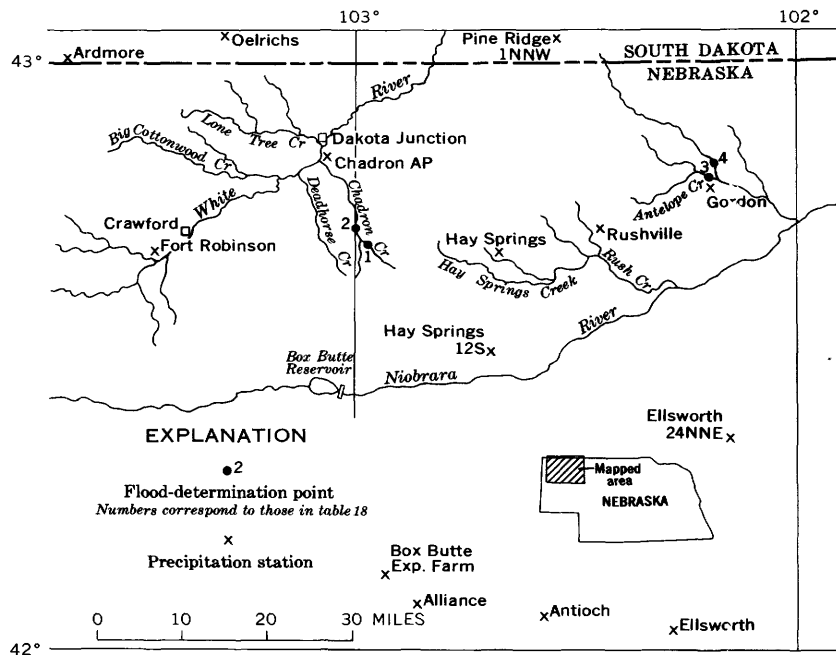 103°
102°
Oelrichs
Ardmore
Pine Ridge
1NNW
43°
SOUTH DAKOTA
NEBRASKA
River
Lone Tree Cr
Dakota Junction
Big Cottonwood Cr
Chadron AP
White
Deadhorse Cr
Chadron Cr
2
1
Crawford
Fort Robinson
3
4
Antelope Cr
Gordon
Rushville
Hay Springs
Rush Cr
Hay Springs Creek
Hay Springs
12S
River
Box Butte
Reservoir
Niobrara
Ellsworth
24NNE
EXPLANATION
2
Flood-determination point
Numbers correspond to those in table 18
Precipitation station
Mapped
area
NEBRASKA
Box Butte
Exp. Farm
Alliance
Antioch
Ellsworth
0 10 20 30 MILES
42°